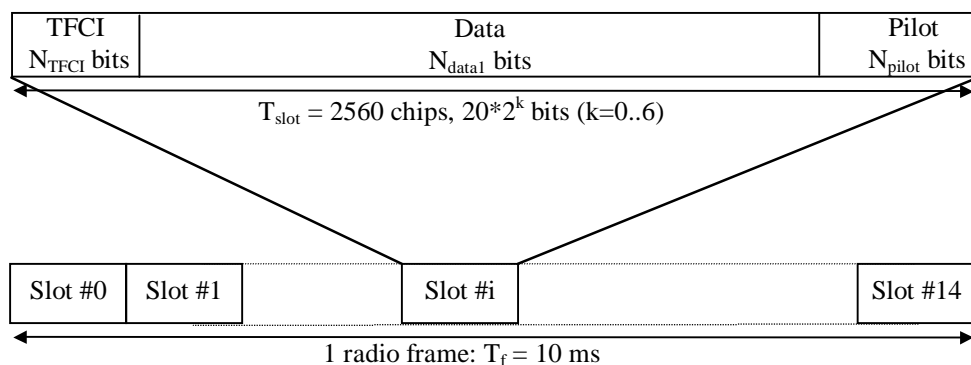 TFCI Data Pilot
N_TFCI bits N_data1 bits N_pilot bits
T_slot = 2560 chips, 20*2^k bits (k=0..6)
Slot #0 Slot #1 Slot #i Slot #14
1 radio frame: T_f = 10 ms